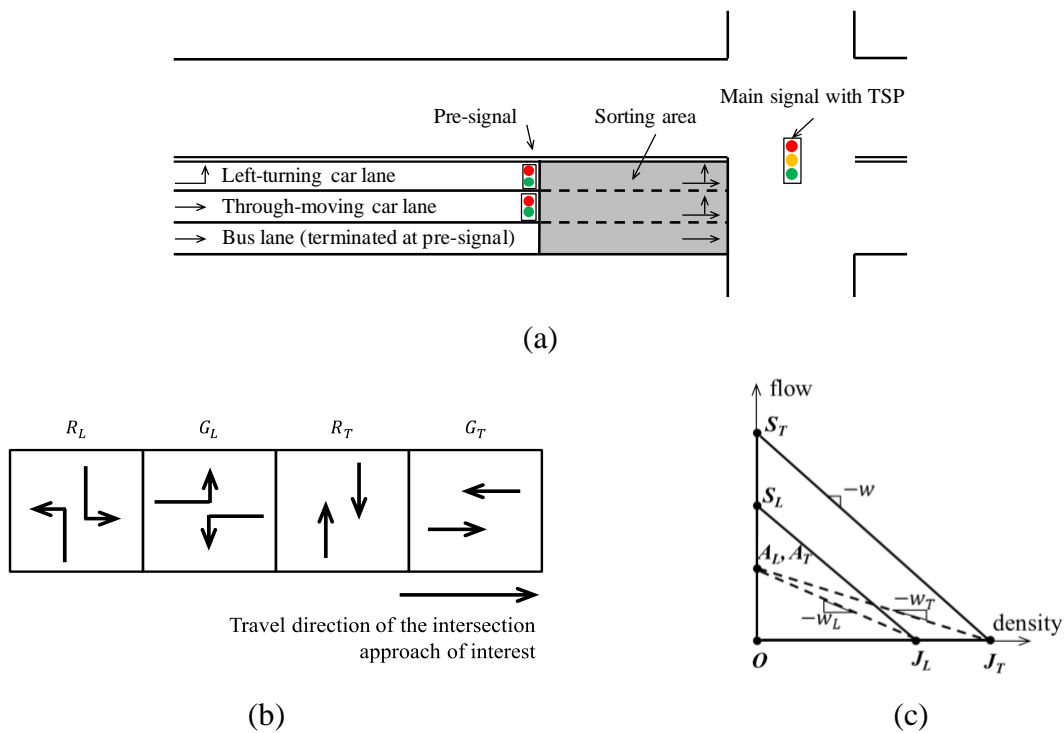 Main signal with TSP
Pre-signal
Sorting area
Left-turning car lane
Through-moving car lane
Bus lane (terminated at pre-signal)
(a)
R_L G_L R_T G_T
Travel direction of the intersection
approach of interest
(b)
flow
S_T
−w
S_L
A_L, A_T
−w_T
−w_L
density
O
J_L
J_T
(c)